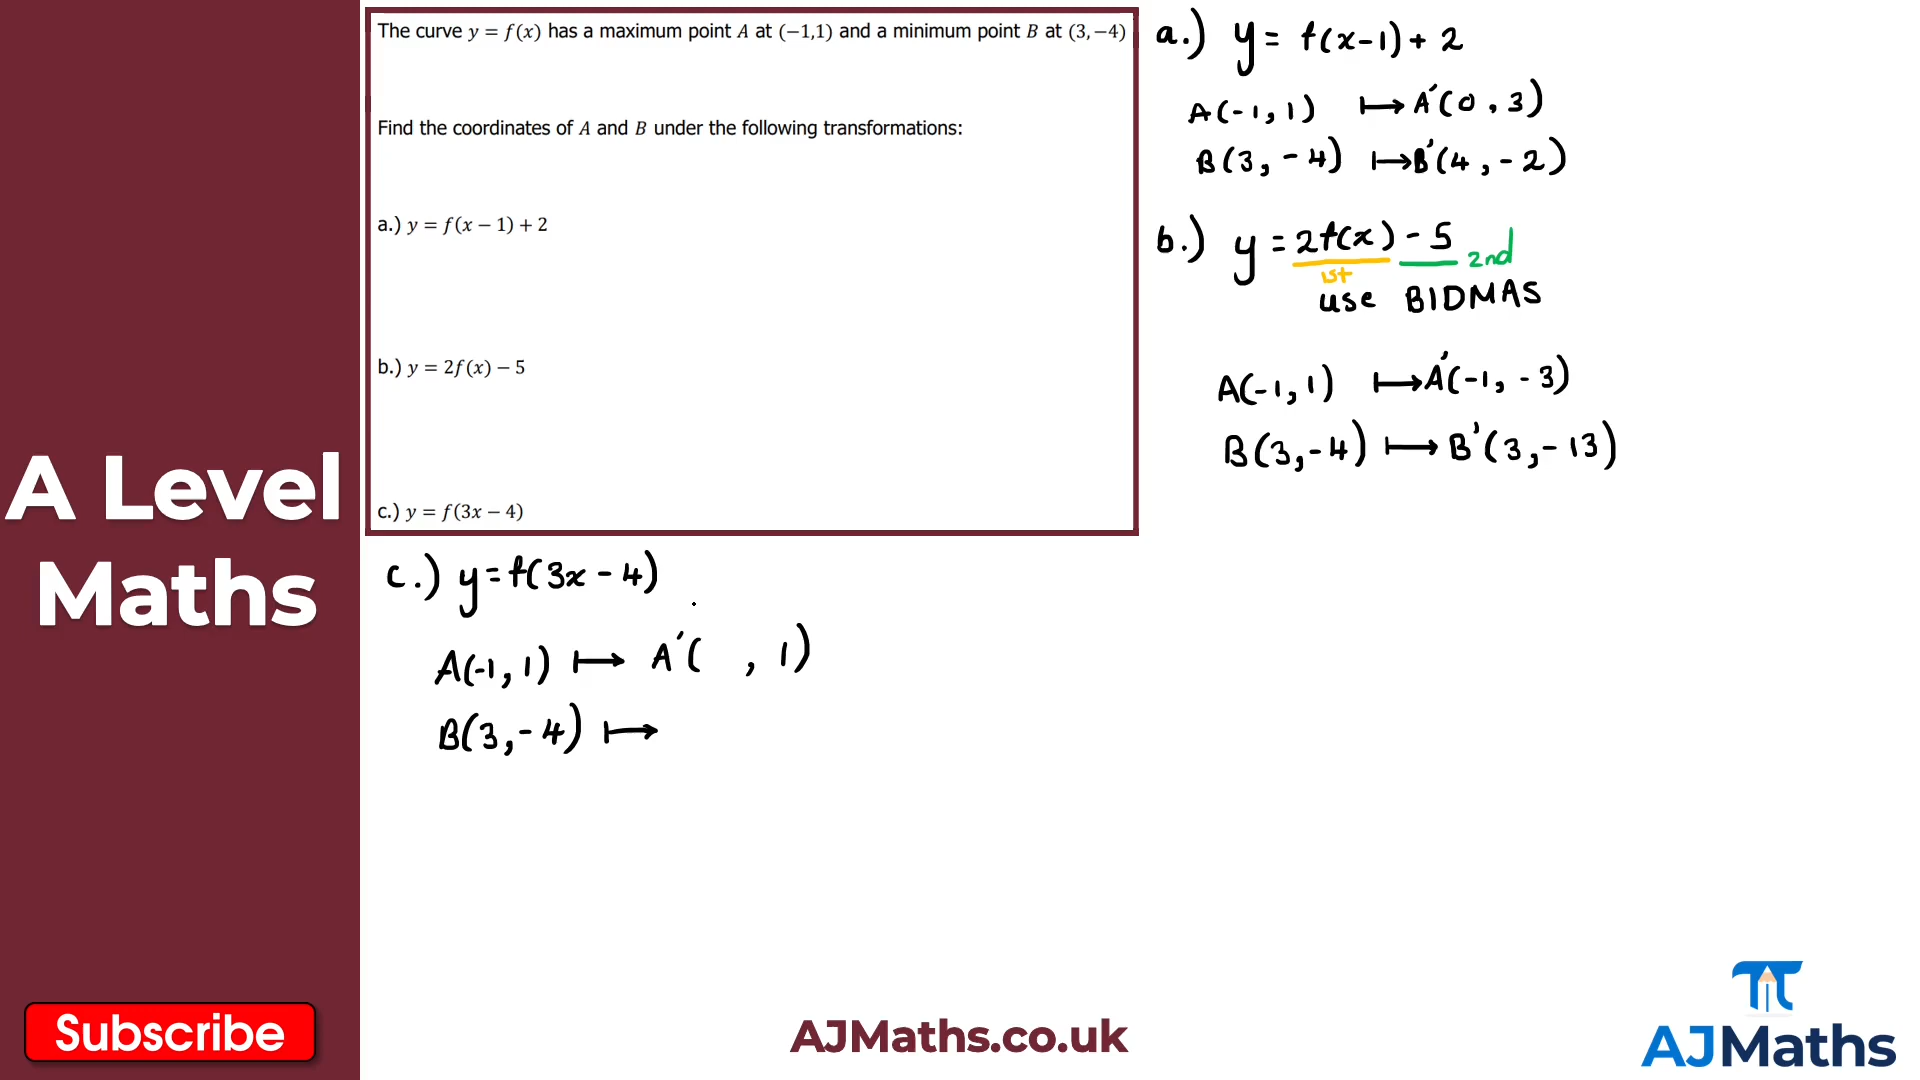 A Level
Maths
Subscribe
The curve y = f(x) has a maximum point A at (−1,1) and a minimum point B at (3,−4)
Find the coordinates of A and B under the following transformations:
a.) y = f(x − 1) + 2
b.) y = 2f(x) − 5
c.) y = f(3x − 4)
a.) y = f(x−1) + 2
A(−1, 1) ↦ A′(0, 3)
B(3, −4) ↦ B′(4, −2)
b.) y = 2f(x) − 5 2nd
1st
use BIDMAS
A(−1, 1) ↦ A′(−1, −3)
B(3, −4) ↦ B′(3, −13)
c.) y = f(3x − 4)
A(−1, 1) ↦ A′( , 1)
B(3, −4) ↦
AJMaths.co.uk
AJMaths